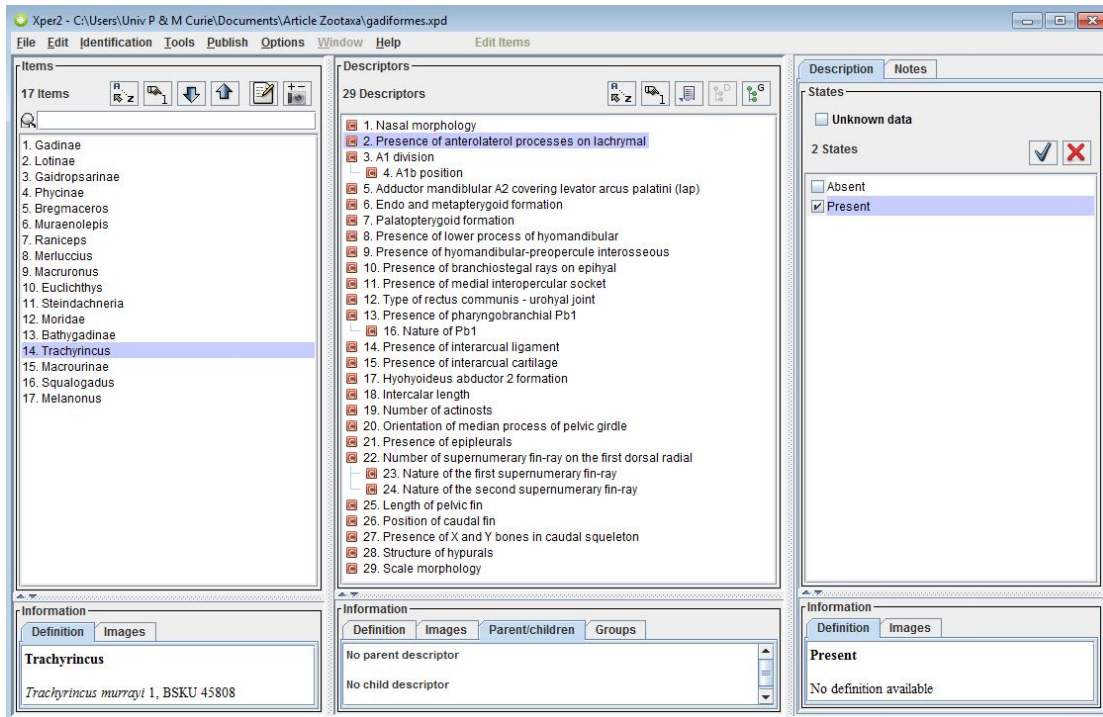 Xper2 - C:\Users\Univ P & M Curie\Documents\Article Zootaxa\gadiformes.xpd
File Edit Identification Tools Publish Options Window Help Edit Items
Items
17 Items
1. Gadinae
2. Lotinae
3. Gaidropsarinae
4. Phycinae
5. Bregmaceros
6. Muraenolepis
7. Raniceps
8. Merluccius
9. Macruronus
10. Euclichthys
11. Steindachneria
12. Moridae
13. Bathygadinae
14. Trachyrincus
15. Macrourinae
16. Squalogadus
17. Melanonus
Information
Definition Images
Trachyrincus
Trachyrincus murrayi 1, BSKU 45808
Descriptors
29 Descriptors
1. Nasal morphology
2. Presence of anterolaterol processes on lachrymal
3. A1 division
4. A1b position
5. Adductor mandiblular A2 covering levator arcus palatini (lap)
6. Endo and metapterygoid formation
7. Palatopterygoid formation
8. Presence of lower process of hyomandibular
9. Presence of hyomandibular-preopercule interosseous
10. Presence of branchiostegal rays on epihyal
11. Presence of medial interopercular socket
12. Type of rectus communis - urohyal joint
13. Presence of pharyngobranchial Pb1
16. Nature of Pb1
14. Presence of interarcual ligament
15. Presence of interarcual cartilage
17. Hyohyoideus abductor 2 formation
18. Intercalar length
19. Number of actinosts
20. Orientation of median process of pelvic girdle
21. Presence of epipleurals
22. Number of supernumerary fin-ray on the first dorsal radial
23. Nature of the first supernumerary fin-ray
24. Nature of the second supernumerary fin-ray
25. Length of pelvic fin
26. Position of caudal fin
27. Presence of X and Y bones in caudal squeleton
28. Structure of hypurals
29. Scale morphology
Information
Definition Images Parent/children Groups
No parent descriptor
No child descriptor
Description Notes
States
Unknown data
2 States
Absent
Present
Information
Definition Images
Present
No definition available